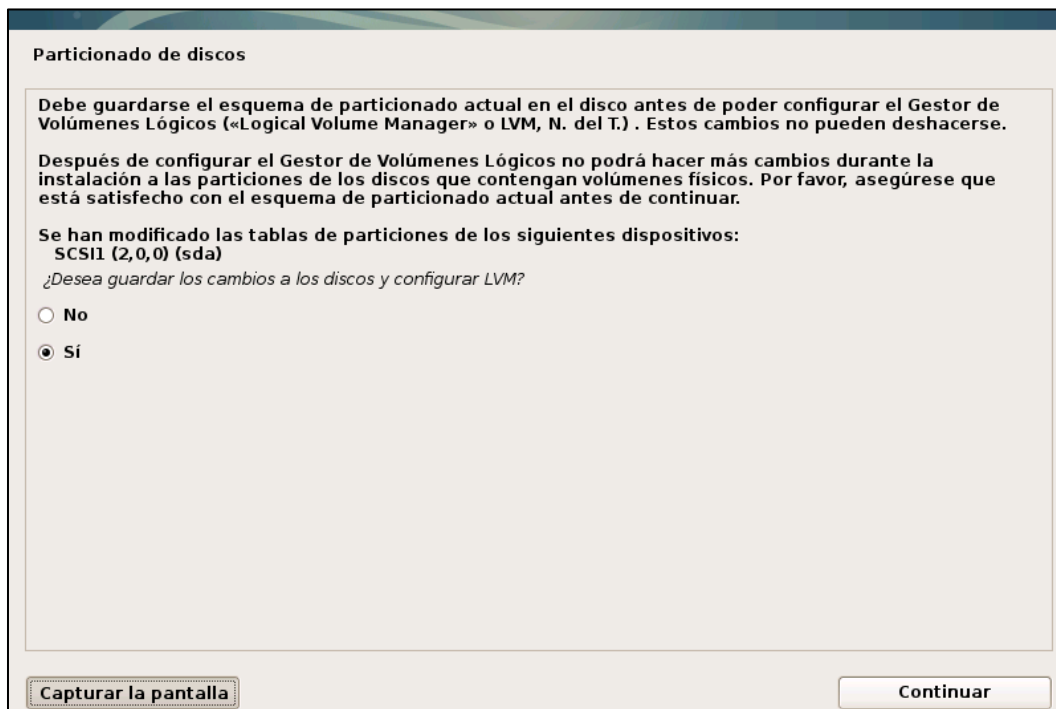 Particionado de discos
Debe guardarse el esquema de particionado actual en el disco antes de poder configurar el Gestor de
Volúmenes Lógicos («Logical Volume Manager» o LVM, N. del T.) . Estos cambios no pueden deshacerse.
Después de configurar el Gestor de Volúmenes Lógicos no podrá hacer más cambios durante la
instalación a las particiones de los discos que contengan volúmenes físicos. Por favor, asegúrese que
está satisfecho con el esquema de particionado actual antes de continuar.
Se han modificado las tablas de particiones de los siguientes dispositivos:
SCSI1 (2,0,0) (sda)
¿Desea guardar los cambios a los discos y configurar LVM?
No
Sí
Capturar la pantalla
Continuar